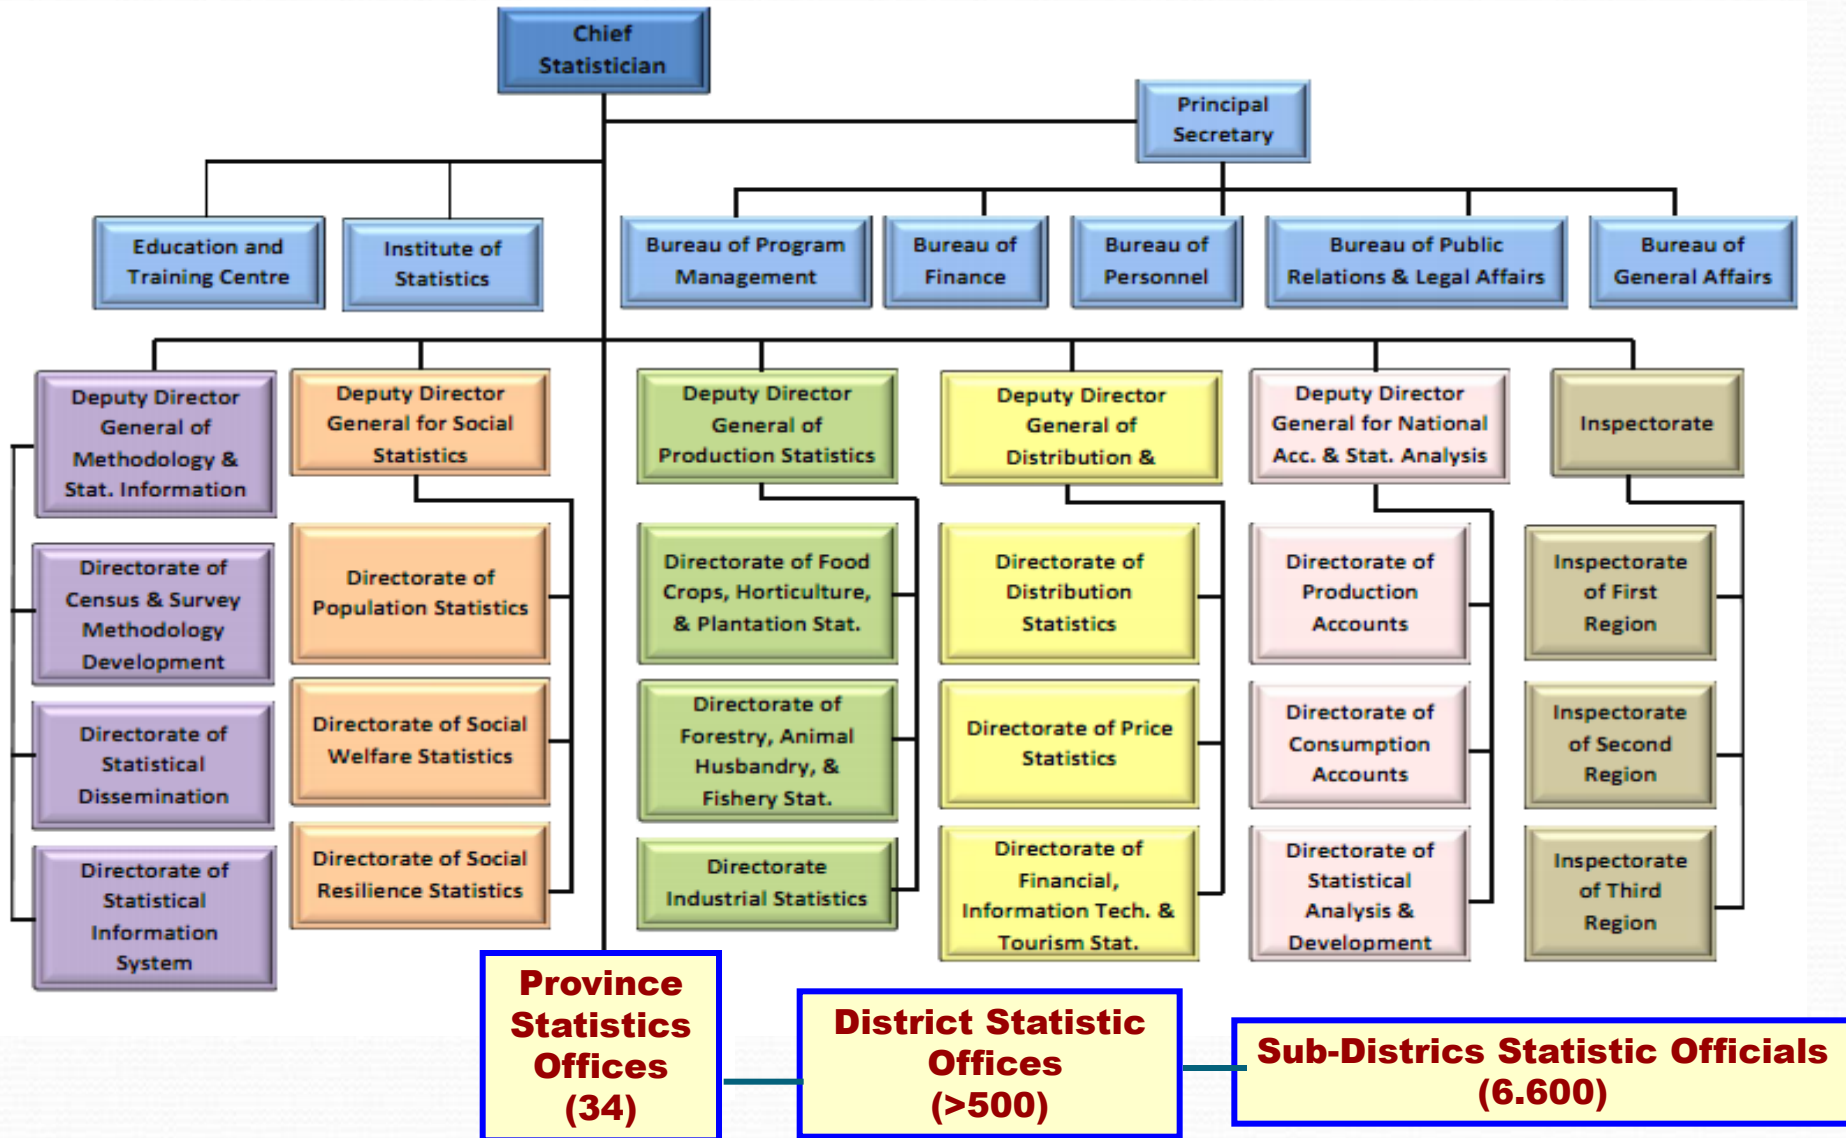 Chief
Statistician
Principal
Secretary
Education and
Training Centre
Institute of
Statistics
Bureau of Program
Management
Bureau of
Finance
Bureau of
Personnel
Bureau of Public
Relations & Legal Affairs
Bureau of
General Affairs
Deputy Director
General of
Methodology &
Stat. Information
Deputy Director
General for Social
Statistics
Deputy Director
General of
Production Statistics
Deputy Director
General of
Distribution &
Deputy Director
General for National
Acc. & Stat. Analysis
Inspectorate
Directorate of
Census & Survey
Methodology
Development
Directorate of
Population Statistics
Directorate of Food
Crops, Horticulture,
& Plantation Stat.
Directorate of
Distribution
Statistics
Directorate of
Production
Accounts
Inspectorate
of First
Region
Directorate of
Statistical
Dissemination
Directorate of Social
Welfare Statistics
Directorate of
Forestry, Animal
Husbandry, &
Fishery Stat.
Directorate of Price
Statistics
Directorate of
Consumption
Accounts
Inspectorate
of Second
Region
Directorate of
Statistical
Information
System
Directorate of Social
Resilience Statistics
Directorate
Industrial Statistics
Directorate of
Financial,
Information Tech. &
Tourism Stat.
Directorate of
Statistical
Analysis &
Development
Inspectorate
of Third
Region
Province
Statistics
Offices
(34)
District Statistic
Offices
(>500)
Sub-Districs Statistic Officials
(6.600)